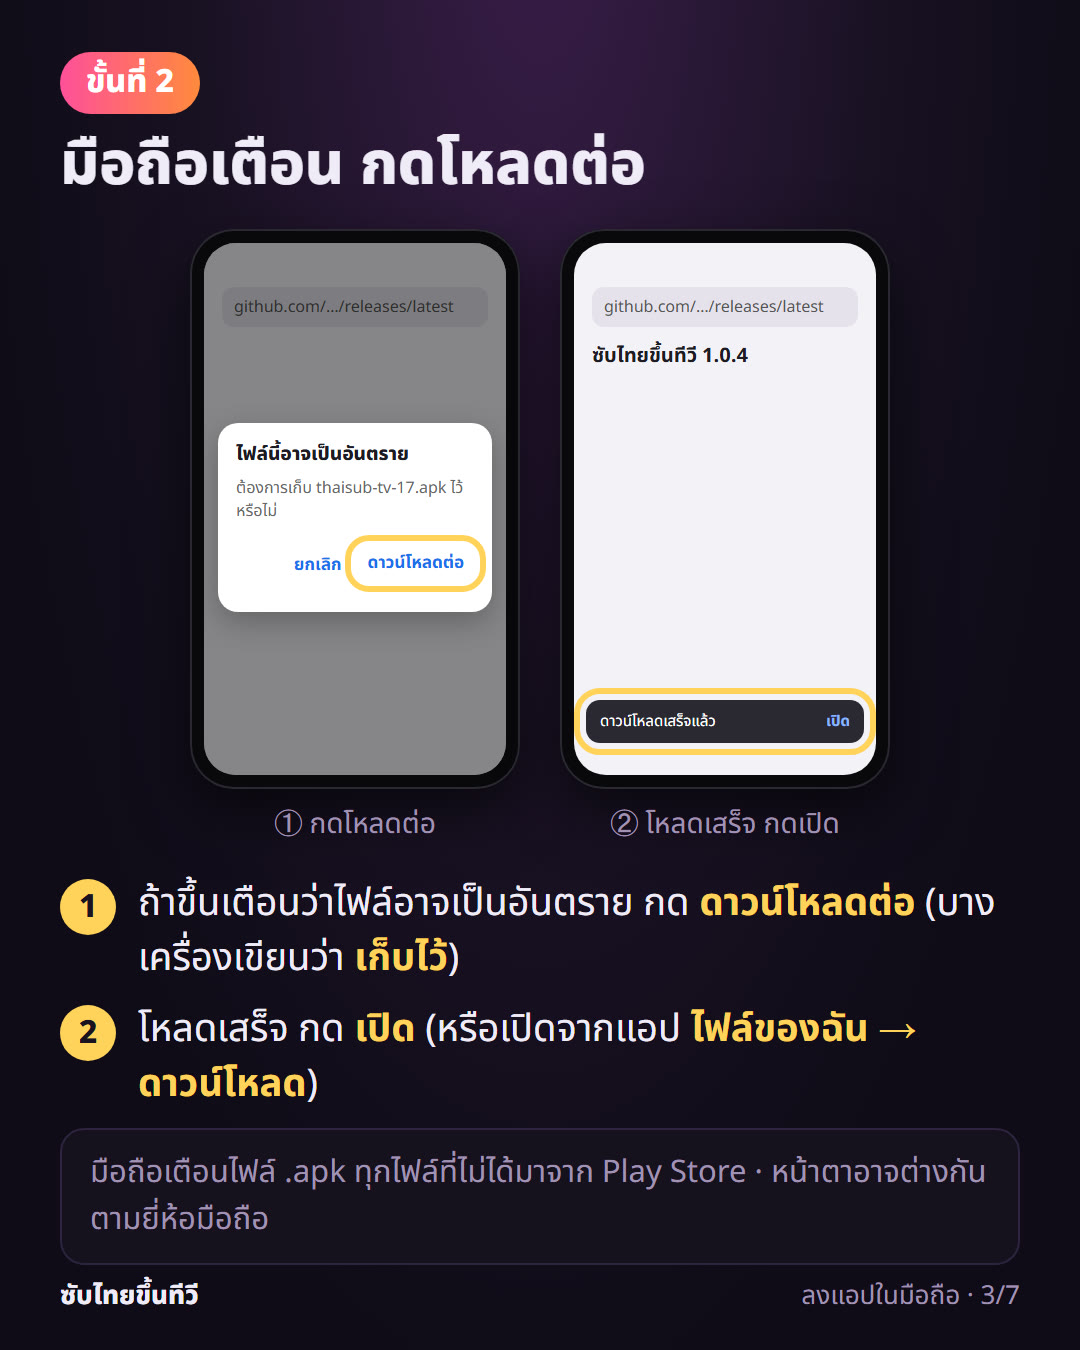 ขั้นที่ 2
มือถือเตือน กดโหลดต่อ
github.com/.../releases/latest
ไฟล์นี้อาจเป็นอันตราย
ต้องการเก็บ thaisub-tv-17.apk ไว้
หรือไม่
ยกเลิก ดาวน์โหลดต่อ
① กดโหลดต่อ
github.com/.../releases/latest
ซับไทยขึ้นทีวี 1.0.4
ดาวน์โหลดเสร็จแล้ว เปิด
② โหลดเสร็จ กดเปิด
1 ถ้าขึ้นเตือนว่าไฟล์อาจเป็นอันตราย กด ดาวน์โหลดต่อ (บาง
เครื่องเขียนว่า เก็บไว้)
2 โหลดเสร็จ กด เปิด (หรือเปิดจากแอป ไฟล์ของฉัน →
ดาวน์โหลด)
มือถือเตือนไฟล์ .apk ทุกไฟล์ที่ไม่ได้มาจาก Play Store · หน้าตาอาจต่างกัน
ตามยี่ห้อมือถือ
ซับไทยขึ้นทีวี
ลงแอปในมือถือ · 3/7